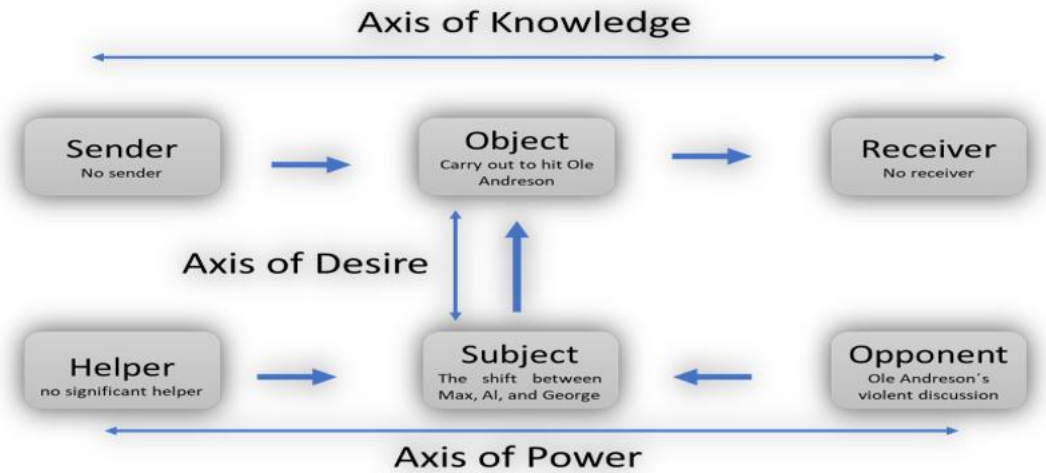 Axis of Knowledge
Sender
No sender
Object
Carry out to hit Ole
Andreson
Receiver
No receiver
Axis of Desire
Helper
no significant helper
Subject
The shift between
Max, Al, and George
Opponent
Ole Andreson´s
violent discussion
Axis of Power